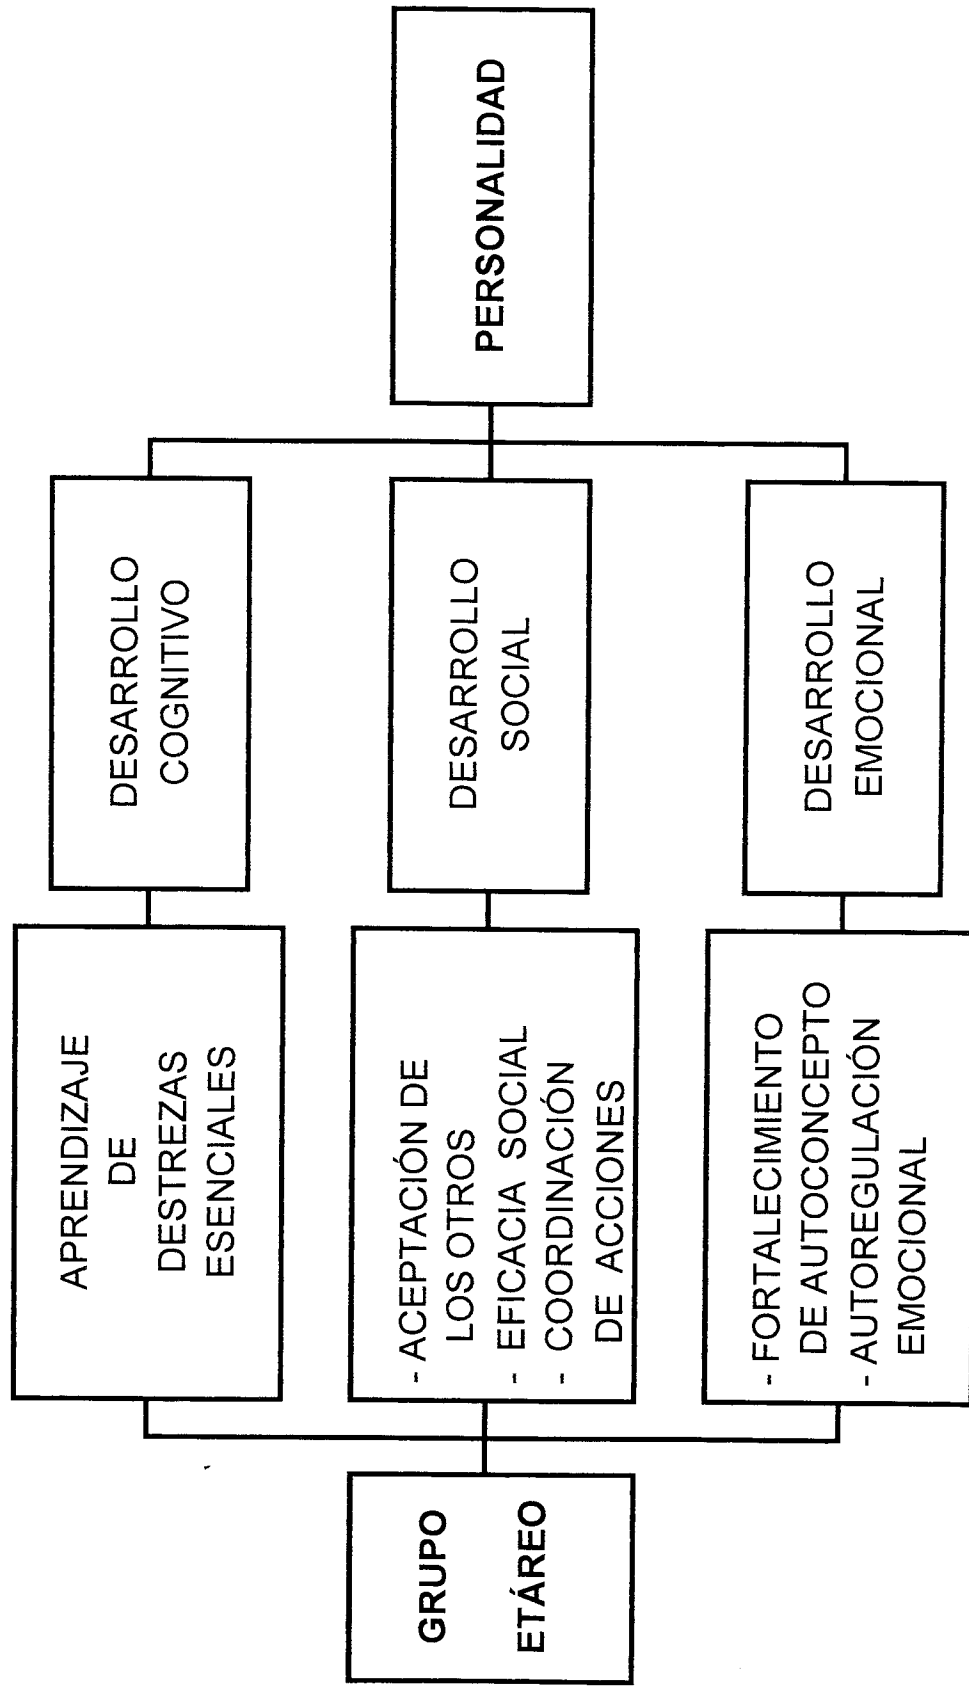 GRUPO
ETÁREO
APRENDIZAJE
DE
DESTREZAS
ESENCIALES
- ACEPTACIÓN DE
LOS OTROS
- EFICACIA SOCIAL
- COORDINACIÓN
DE ACCIONES
- FORTALECIMIENTO
DE AUTOCONCEPTO
- AUTOREGULACIÓN
EMOCIONAL
DESARROLLO
COGNITIVO
DESARROLLO
SOCIAL
DESARROLLO
EMOCIONAL
PERSONALIDAD